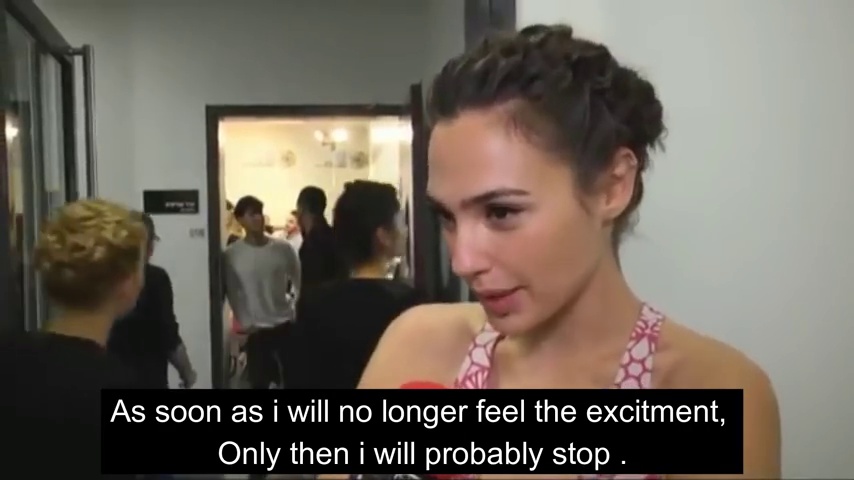 As soon as i will no longer feel the excitment,
Only then i will probably stop .